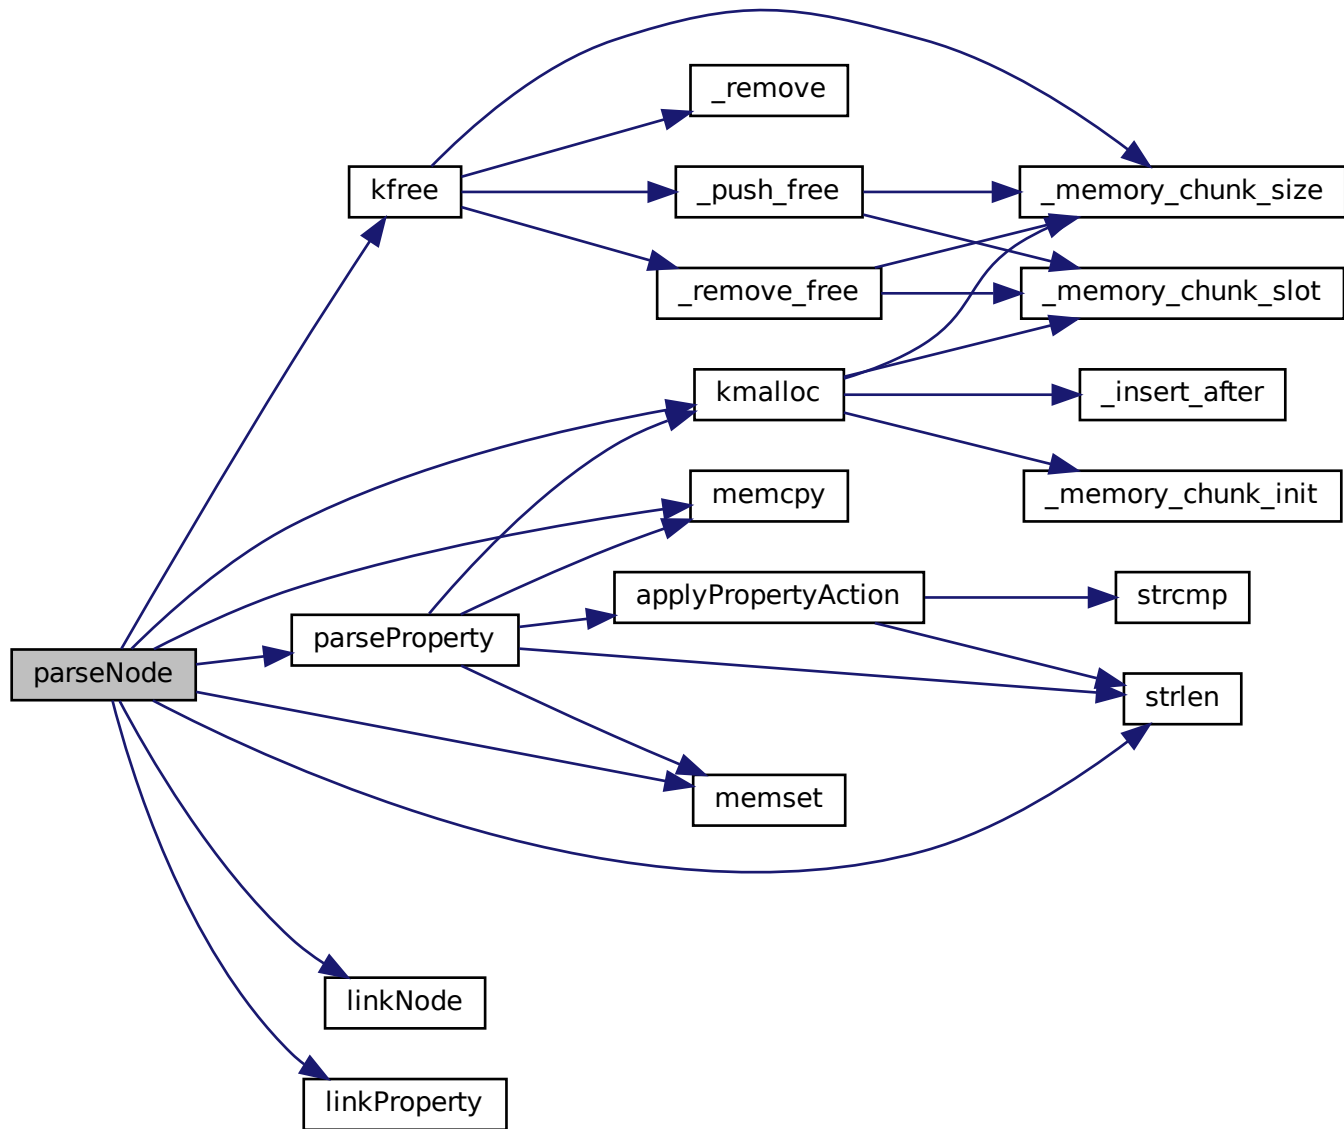 _remove
kfree
_push_free
_memory_chunk_size
_remove_free
_memory_chunk_slot
kmalloc
_insert_after
memcpy
_memory_chunk_init
applyPropertyAction
strcmp
parseProperty
parseNode
strlen
memset
linkNode
linkProperty